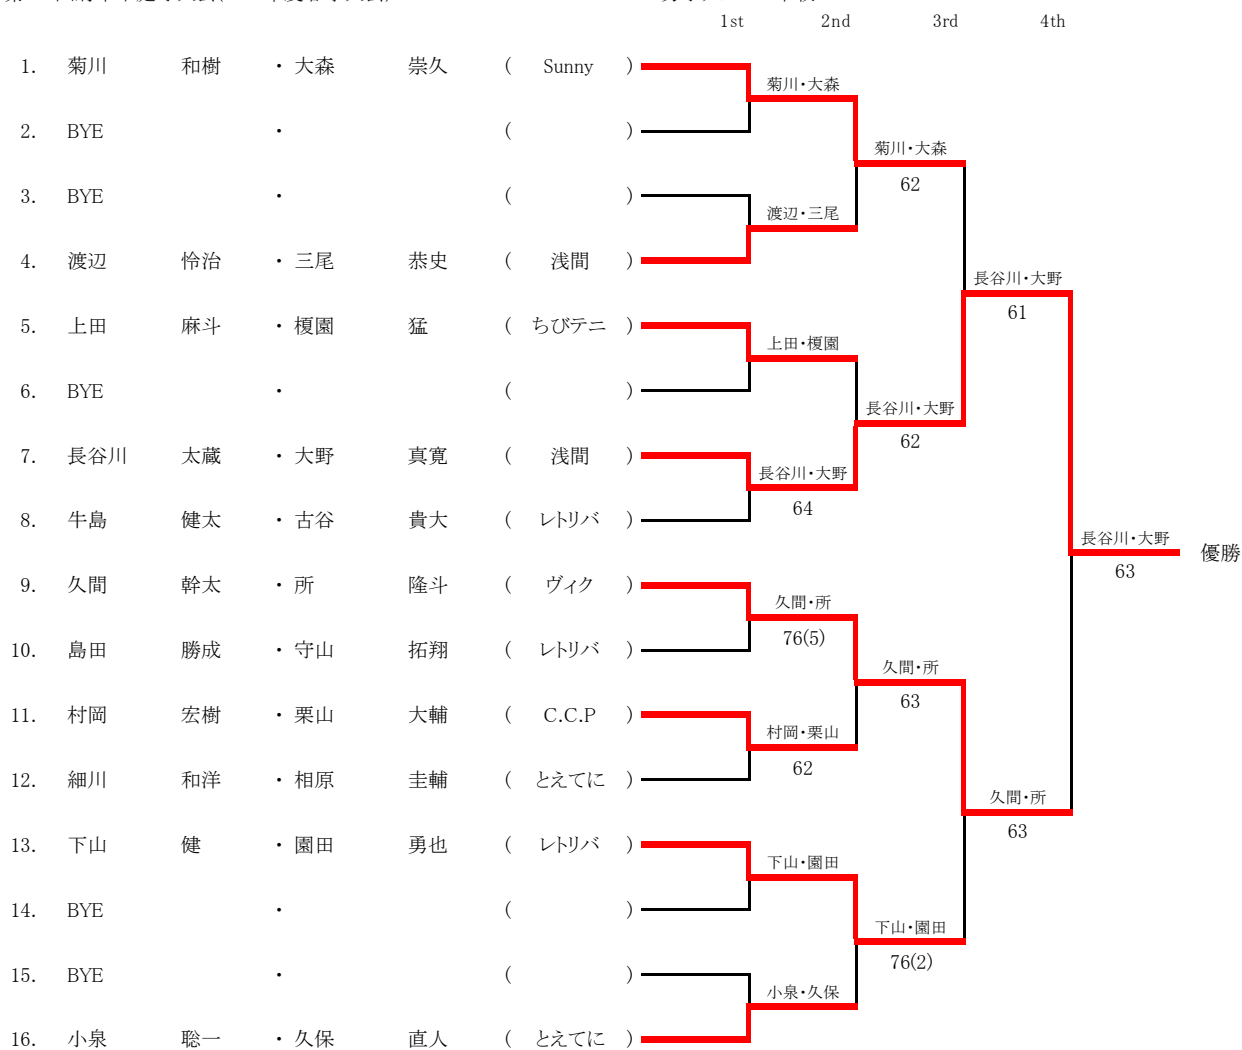 1st 2nd 3rd 4th
1. 菊川 和樹 ・ 大森 崇久 ( Sunny )
菊川・大森
2. BYE ・ ( )
菊川・大森
62
3. BYE ・ ( )
渡辺・三尾
4. 渡辺 怜治 ・ 三尾 恭史 ( 浅間 )
長谷川・大野
61
5. 上田 麻斗 ・ 榎園 猛 ( ちびテニ )
上田・榎園
6. BYE ・ ( )
長谷川・大野
62
7. 長谷川 太蔵 ・ 大野 真寛 ( 浅間 )
長谷川・大野
64
8. 牛島 健太 ・ 古谷 貴大 ( レトリバ )
長谷川・大野
優勝
63
9. 久間 幹太 ・ 所 隆斗 ( ヴィク )
久間・所
76(5)
10. 島田 勝成 ・ 守山 拓翔 ( レトリバ )
久間・所
63
11. 村岡 宏樹 ・ 栗山 大輔 ( C.C.P )
村岡・栗山
62
12. 細川 和洋 ・ 相原 圭輔 ( とえてに )
久間・所
63
13. 下山 健 ・ 園田 勇也 ( レトリバ )
下山・園田
14. BYE ・ ( )
下山・園田
76(2)
15. BYE ・ ( )
小泉・久保
16. 小泉 聡一 ・ 久保 直人 ( とえてに )